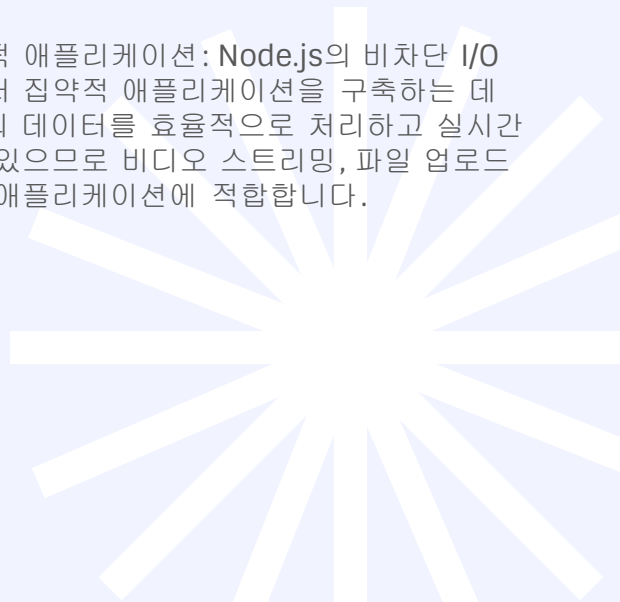 애플리케이션: Node.js의 비차단 I/O
집약적 애플리케이션을 구축하는 데
데이터를 효율적으로 처리하고 실시간
있으므로 비디오 스트리밍, 파일 업로드
애플리케이션에 적합합니다.